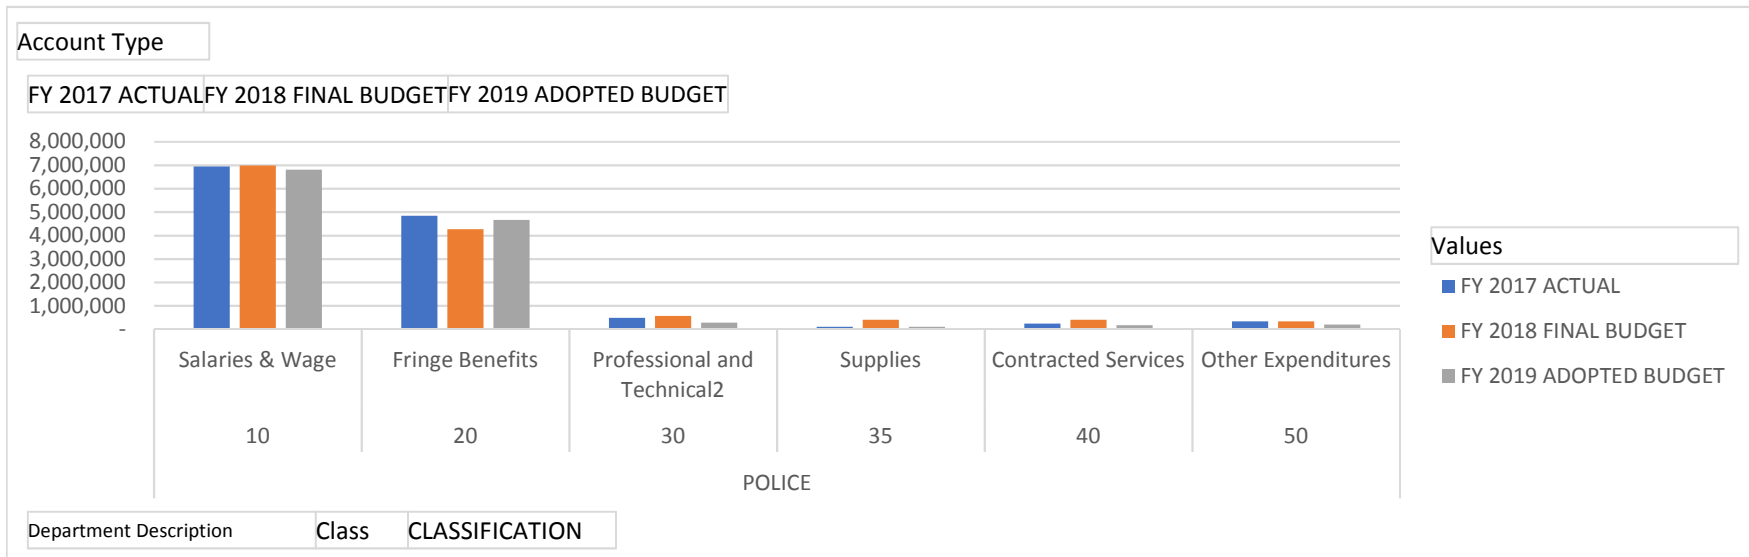 Account Type
FY 2017 ACTUAL FY 2018 FINAL BUDGET FY 2019 ADOPTED BUDGET
8,000,000
7,000,000
6,000,000
5,000,000
4,000,000
3,000,000
2,000,000
1,000,000
-
Salaries & Wage Fringe Benefits Professional and Supplies Contracted Services Other Expenditures
Technical2
10 20 30 35 40 50
POLICE
Values
FY 2017 ACTUAL
FY 2018 FINAL BUDGET
FY 2019 ADOPTED BUDGET
Department Description Class CLASSIFICATION